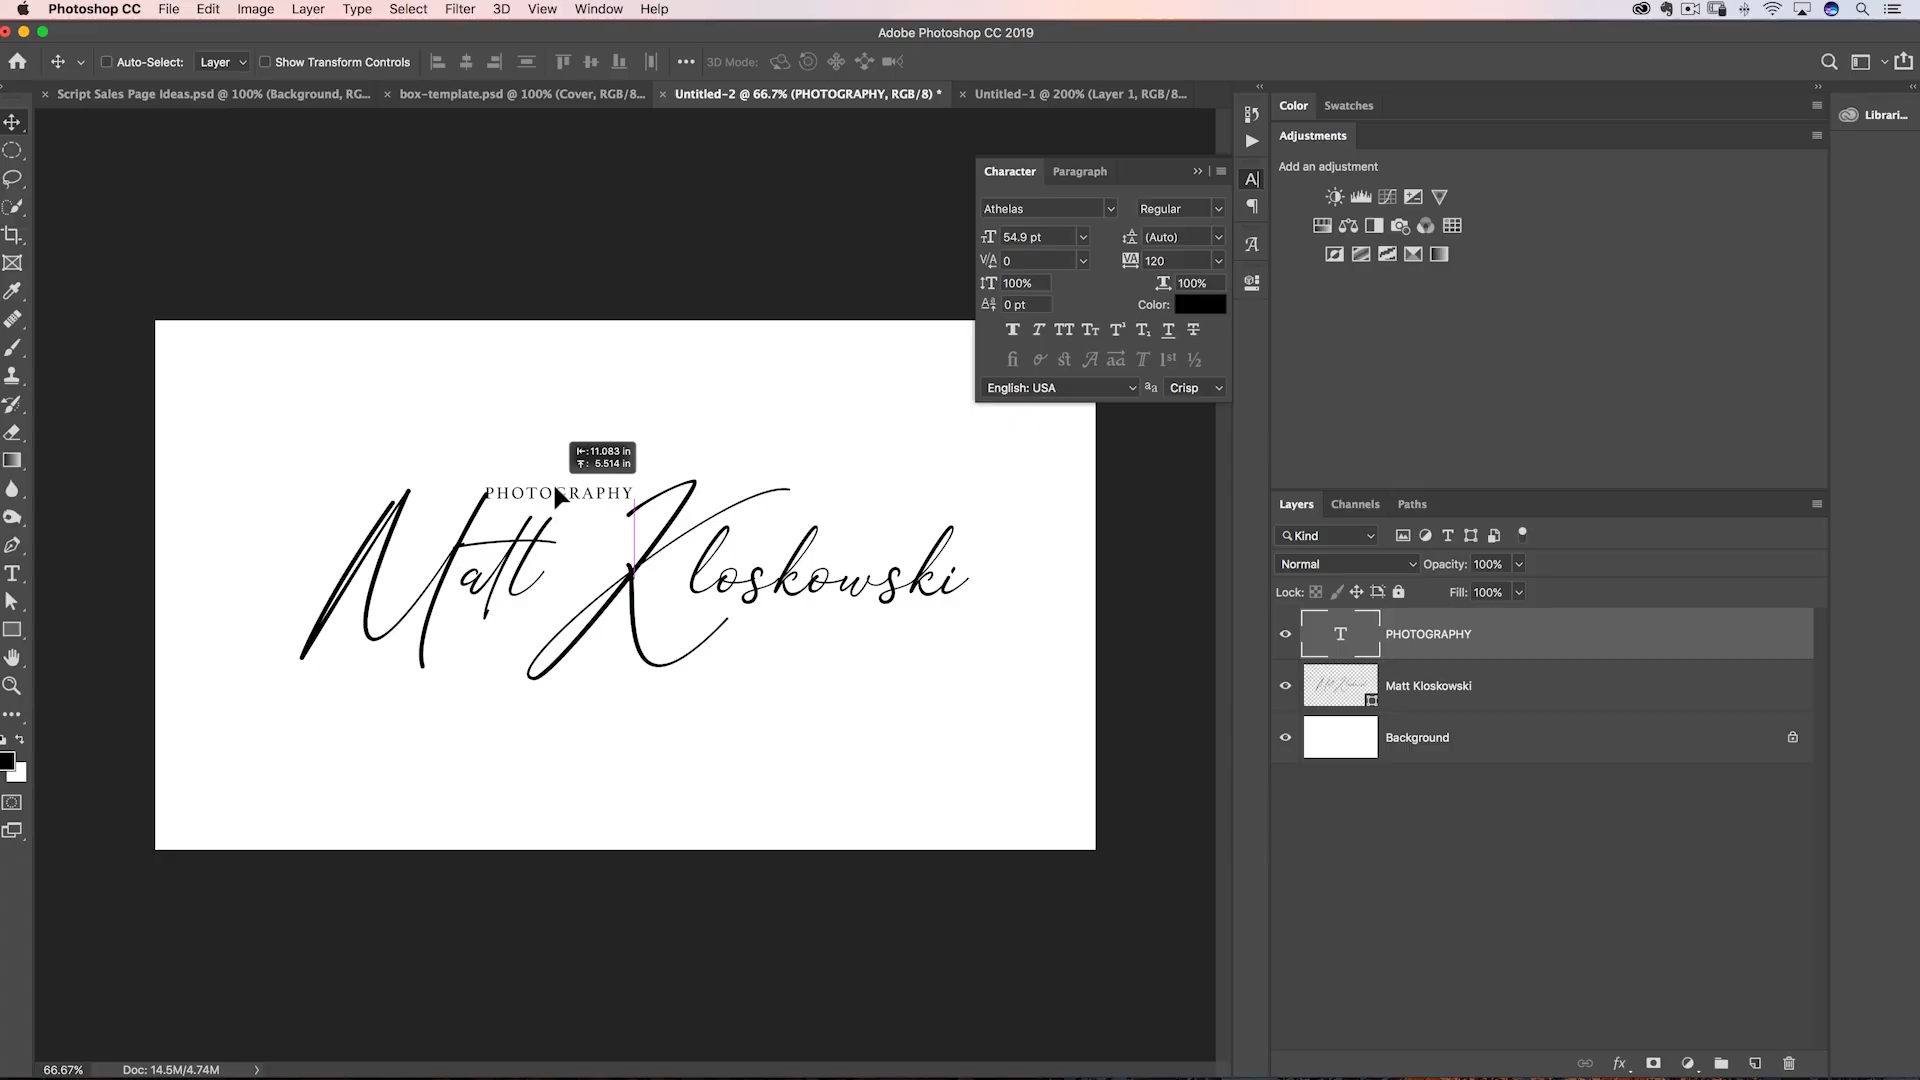 Photoshop CC File Edit Image Layer Type Select Filter 3D View Window Help
Adobe Photoshop CC 2019
Auto-Select: Layer Show Transform Controls 3D Mode:
Script Sales Page Ideas.psd @ 100% (Background, RG... box-template.psd @ 100% (Cover, RGB/8... Untitled-2 @ 66.7% (PHOTOGRAPHY, RGB/8) * Untitled-1 @ 200% (Layer 1, RGB/8...
Color Swatches
Librari...
Adjustments
Add an adjustment
Character Paragraph
Athelas Regular
54.9 pt (Auto)
0 120
100% 100%
0 pt Color:
English: USA Crisp
11.083 in
5.514 in
PHOTOGRAPHY
Matt Kloskowski
Layers Channels Paths
Kind
Normal Opacity: 100%
Lock: Fill: 100%
PHOTOGRAPHY
Matt Kloskowski
Background
66.67% Doc: 14.5M/4.74M